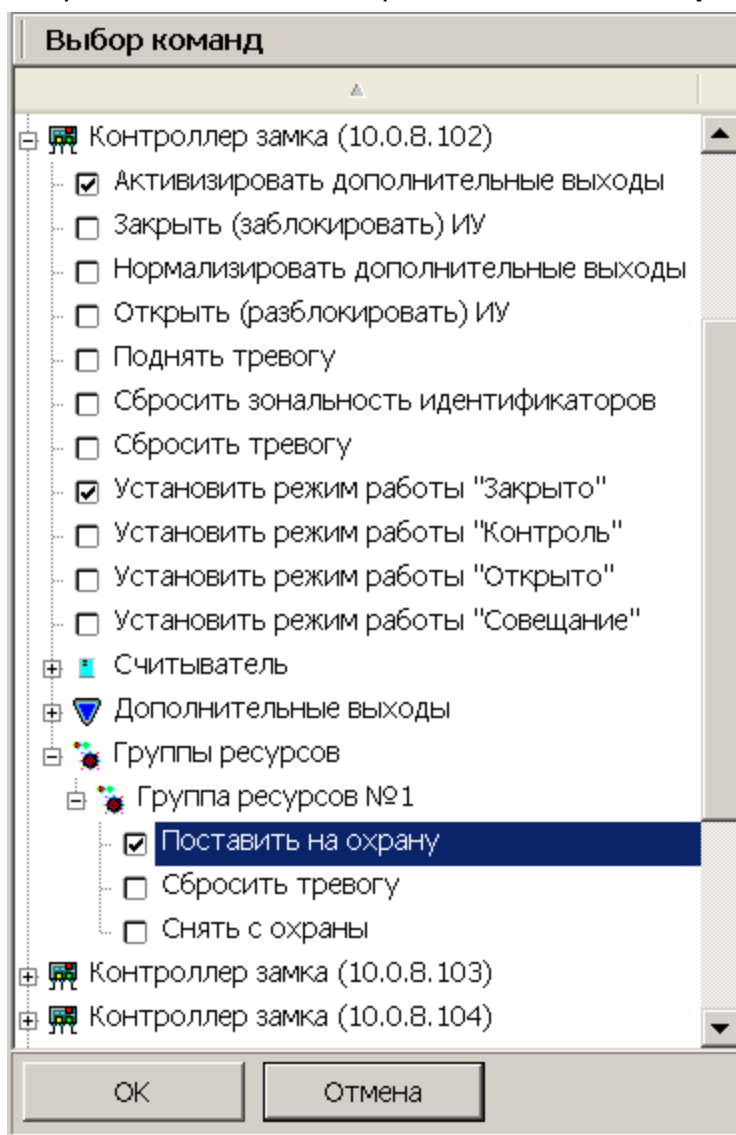 Выбор команд
Контроллер замка (10.0.8.102)
Активизировать дополнительные выходы
Закрыть (заблокировать) ИУ
Нормализировать дополнительные выходы
Открыть (разблокировать) ИУ
Поднять тревогу
Сбросить зональность идентификаторов
Сбросить тревогу
Установить режим работы "Закрыто"
Установить режим работы "Контроль"
Установить режим работы "Открыто"
Установить режим работы "Совещание"
Считыватель
Дополнительные выходы
Группы ресурсов
Группа ресурсов №1
Поставить на охрану
Сбросить тревогу
Снять с охраны
Контроллер замка (10.0.8.103)
Контроллер замка (10.0.8.104)
ОК Отмена